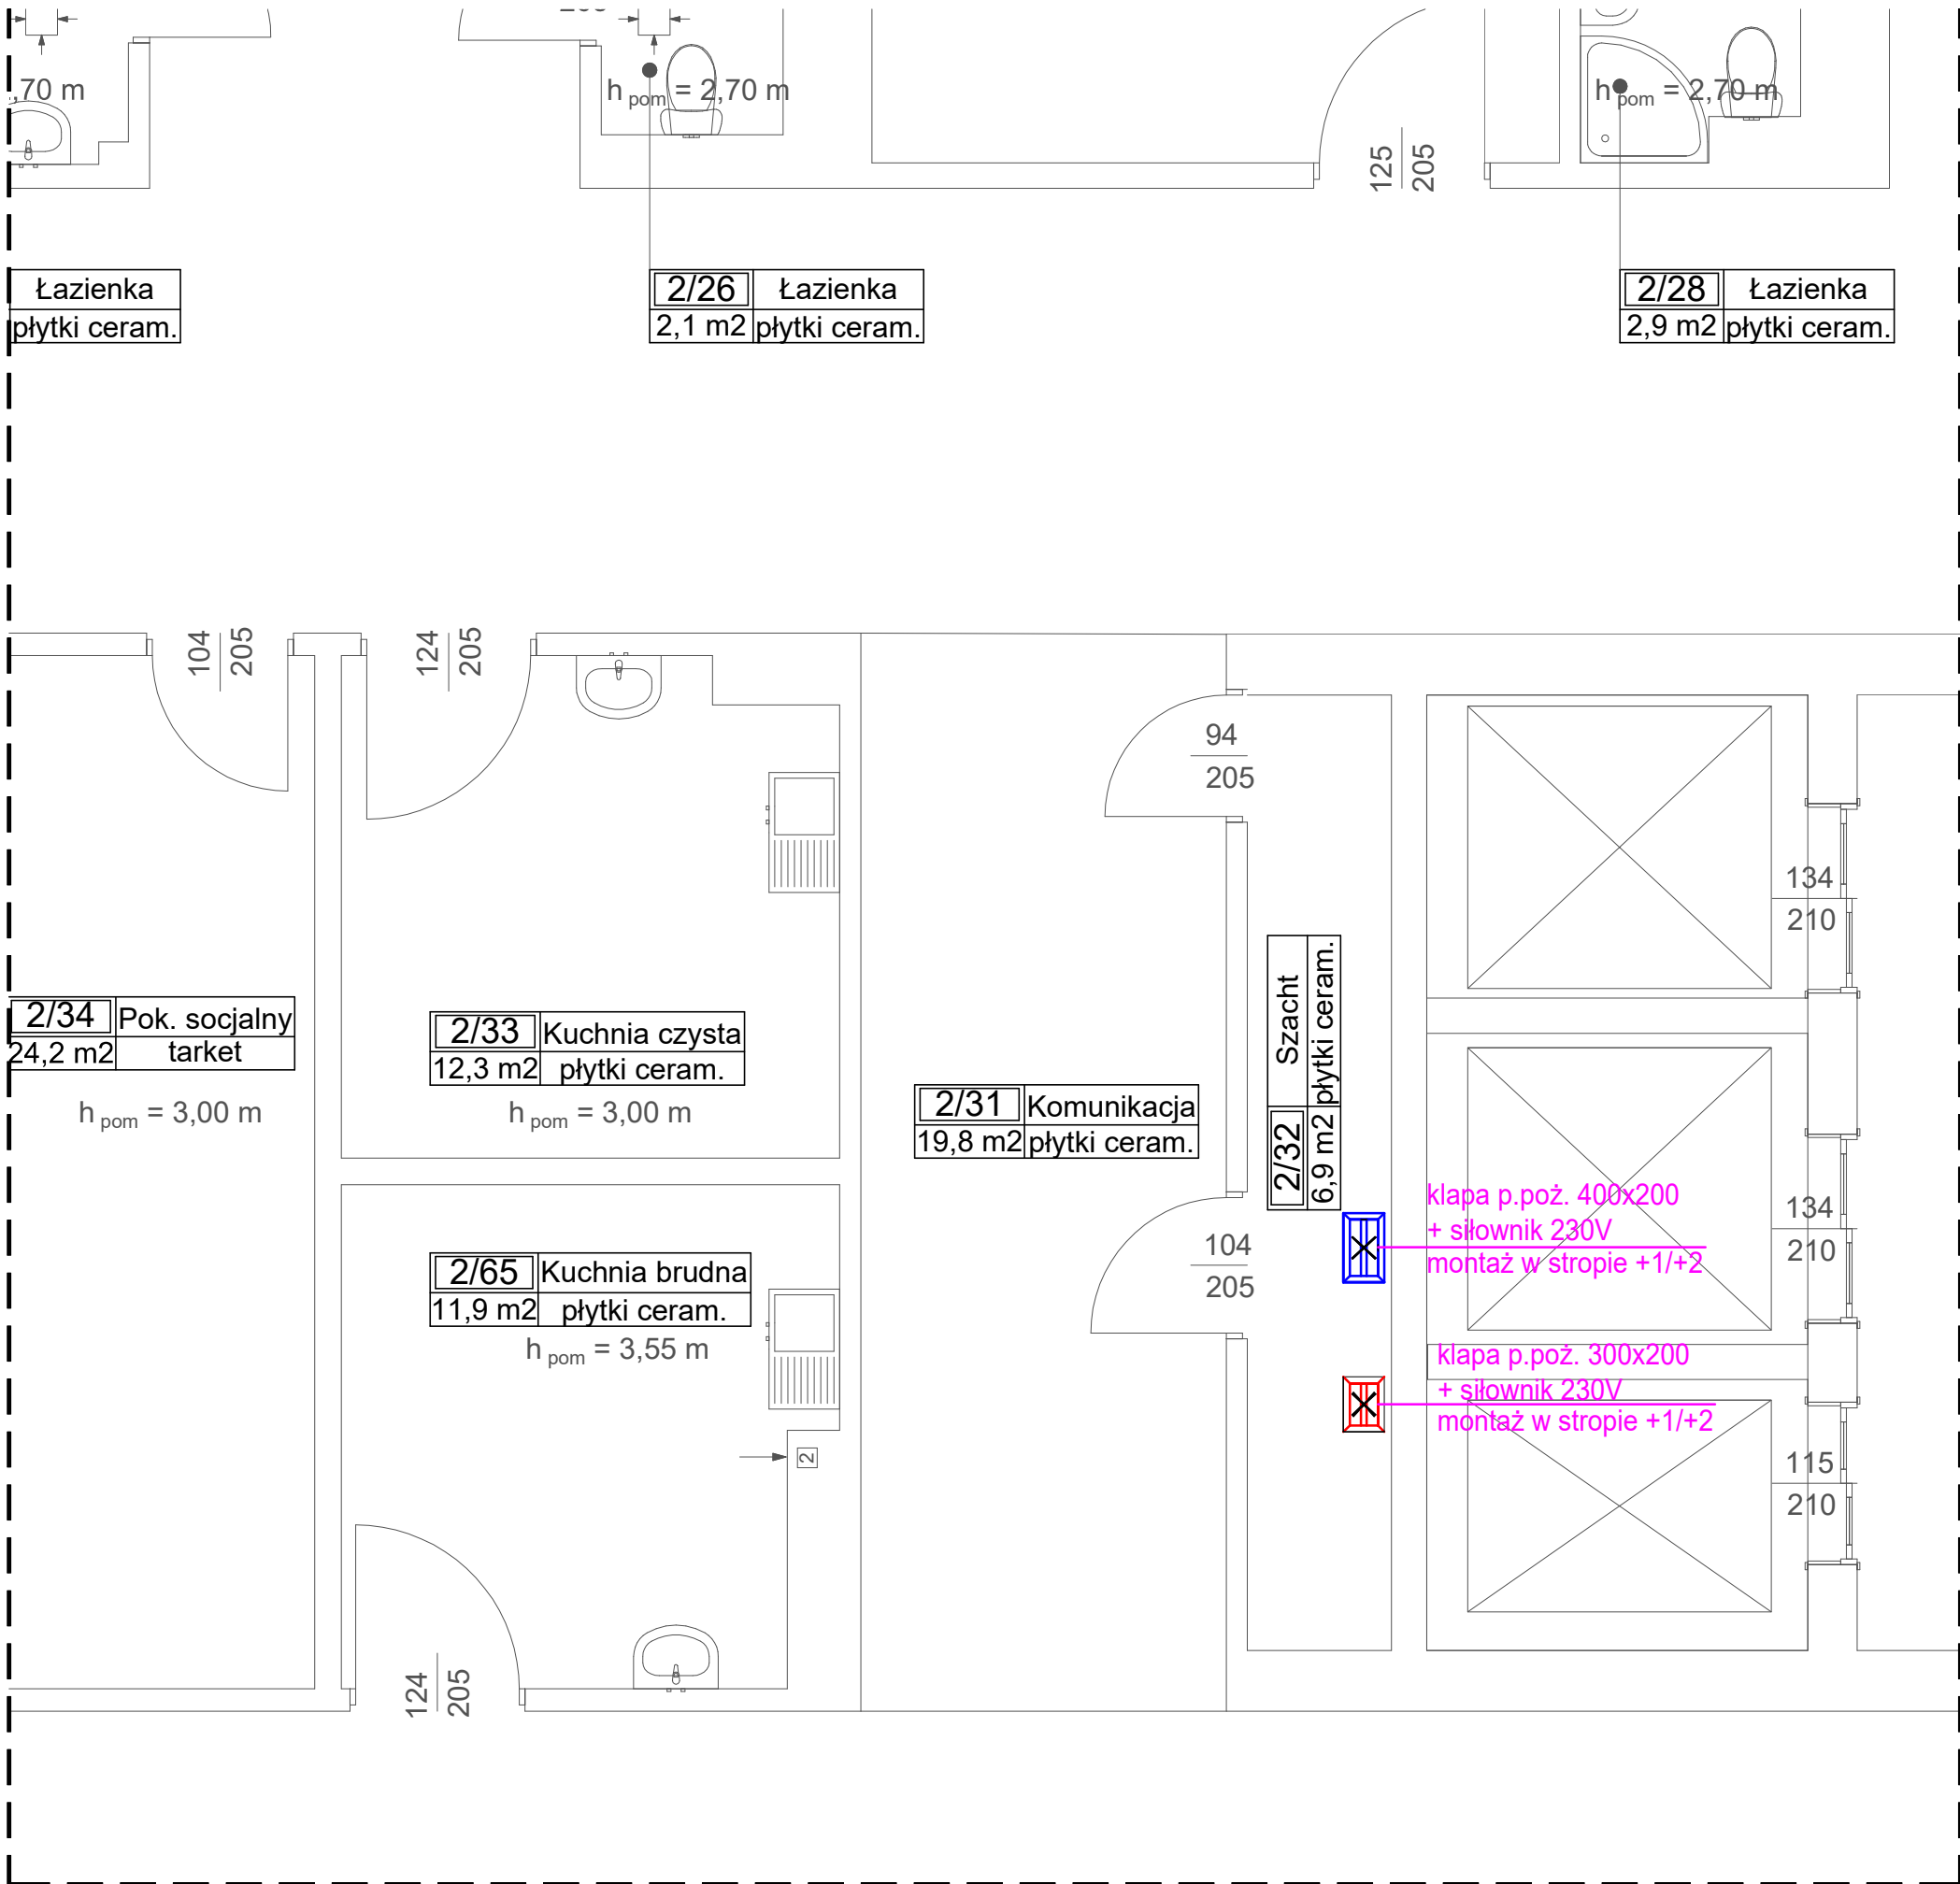 ,70 m
h pom = 2,70 m
h pom = 2,70 m
125
205
Łazienka
płytki ceram.
2/26 Łazienka
2,1 m2 płytki ceram.
2/28 Łazienka
2,9 m2 płytki ceram.
104
205
124
205
94
205
134
210
2/34 Pok. socjalny
24,2 m2 tarket
h pom = 3,00 m
2/33 Kuchnia czysta
12,3 m2 płytki ceram.
h pom = 3,00 m
2/31 Komunikacja
19,8 m2 płytki ceram.
2/32 Szacht
6,9 m2 płytki ceram.
klapa p.poż. 400x200
+ siłownik 230V
montaż w stropie +1/+2
134
210
104
205
2/65 Kuchnia brudna
11,9 m2 płytki ceram.
h pom = 3,55 m
klapa p.poż. 300x200
+ siłownik 230V
montaż w stropie +1/+2
2
115
210
124
205